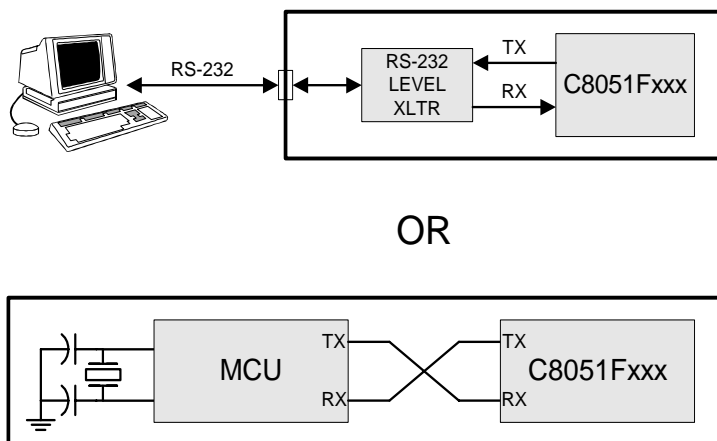 RS-232
RS-232
LEVEL
XLTR
TX
RX
C8051Fxxx
OR
MCU
TX
RX
TX
RX
C8051Fxxx